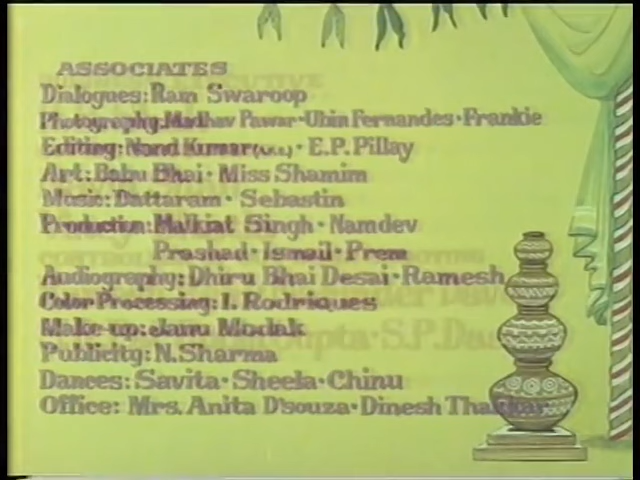 ASSOCIATES
Dialogues: Ram Swaroop
Photography: Madhav Pawar · Ubin Fernandes · Frankie
Editing: Nand Kumar · E.P. Pillay
Art: Babu Bhai · Miss Shamim
Music: Dattaram · Sebastin
Production: Malkiat Singh · Namdev
Prashad · Ismail · Prem
Audiography: Dhiru Bhai Desai · Ramesh
Color Processing: I. Rodriques
Make-up: Janu Modak
Publicity: N. Sharma
Dances: Savita · Sheela · Chinu
Office: Mrs. Anita D'souza · Dinesh Thakkar